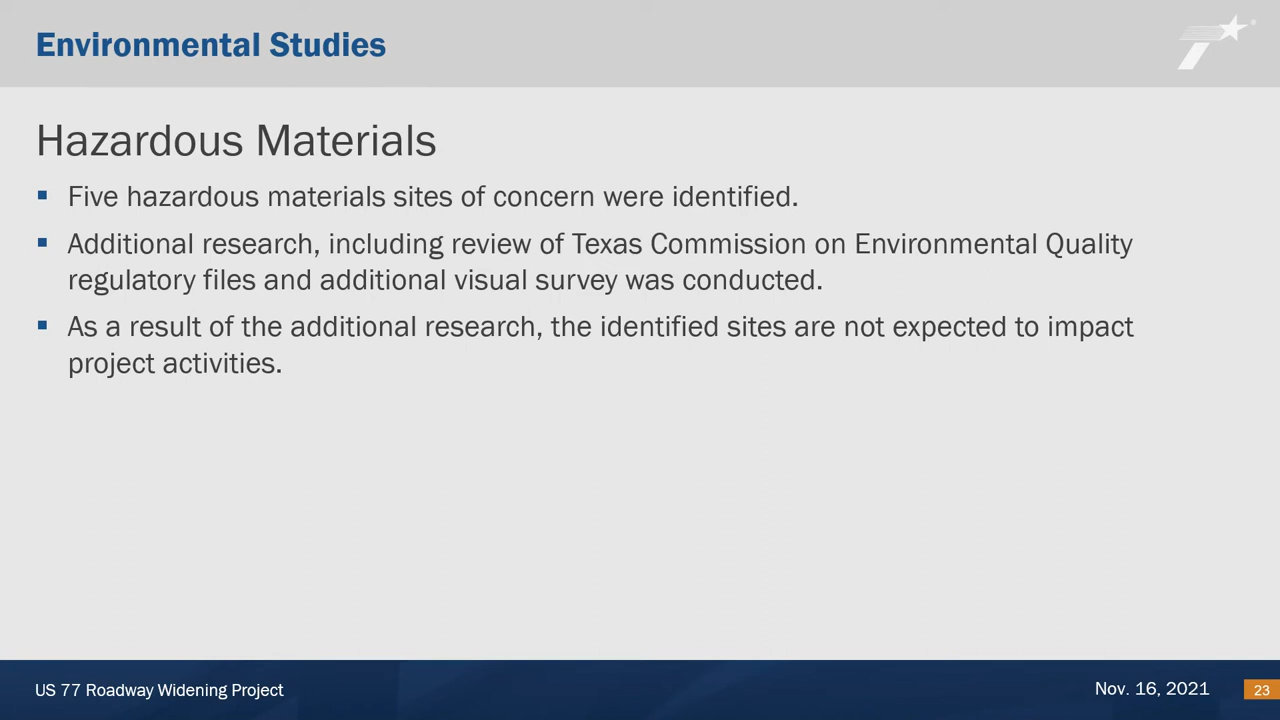 Environmental Studies
Hazardous Materials
Five hazardous materials sites of concern were identified.
Additional research, including review of Texas Commission on Environmental Quality
regulatory files and additional visual survey was conducted.
As a result of the additional research, the identified sites are not expected to impact
project activities.
US 77 Roadway Widening Project
Nov. 16, 2021
23